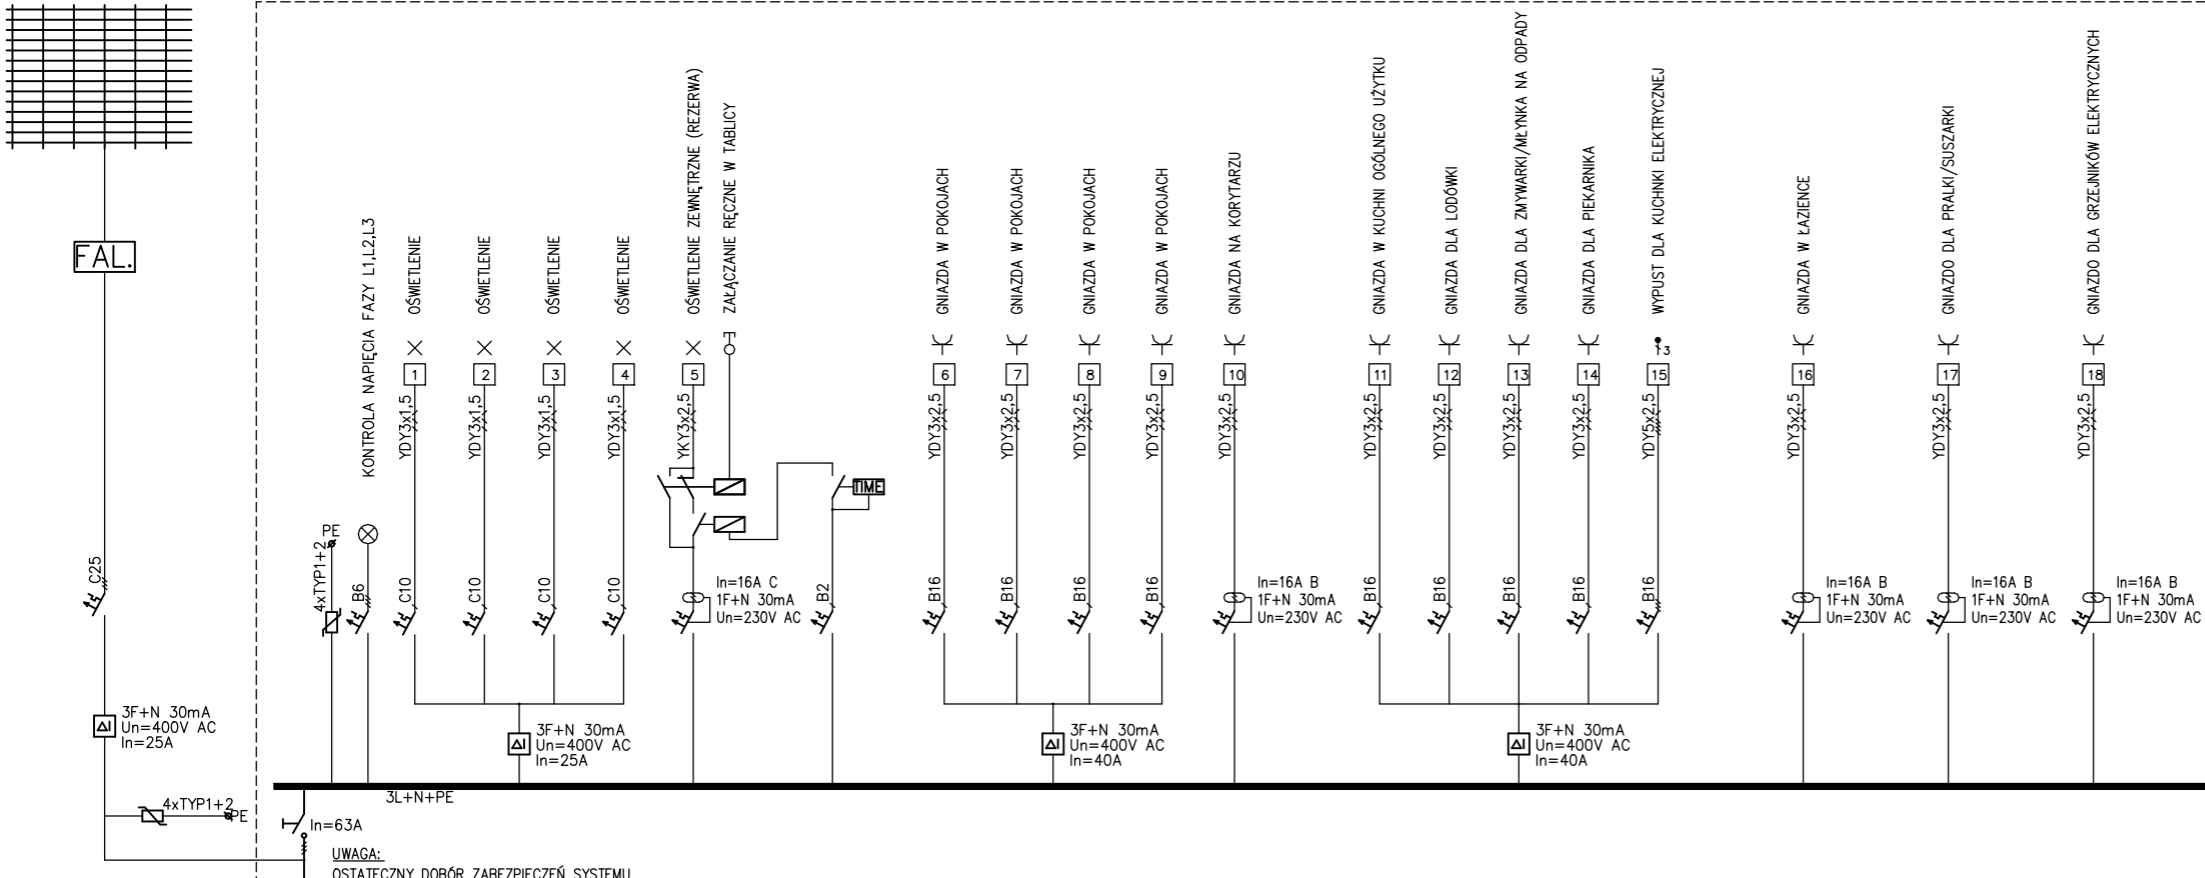 FAL.
C25
3F+N 30mA
Un=400V AC
In=25A
4xTYP1+2
PE
PE
4xTYP1+2
KONTROLA NAPIĘCIA FAZY L1,L2,L3
B6
OŚWIETLENIE
1
YDY3x1,5
C10
OŚWIETLENIE
2
YDY3x1,5
C10
OŚWIETLENIE
3
YDY3x1,5
C10
OŚWIETLENIE
4
YDY3x1,5
C10
3F+N 30mA
Un=400V AC
In=25A
OŚWIETLENIE ZEWNĘTRZNE (REZERWA)
5
YKY3x2,5
In=16A C
1F+N 30mA
Un=230V AC
ZAŁĄCZANIE RĘCZNE W TABLICY
TIME
B2
GNIAZDA W POKOJACH
6
YDY3x2,5
B16
GNIAZDA W POKOJACH
7
YDY3x2,5
B16
GNIAZDA W POKOJACH
8
YDY3x2,5
B16
GNIAZDA W POKOJACH
9
YDY3x2,5
B16
3F+N 30mA
Un=400V AC
In=40A
GNIAZDA NA KORYTARZU
10
YDY3x2,5
In=16A B
1F+N 30mA
Un=230V AC
GNIAZDA W KUCHNI OGÓLNEGO UŻYTKU
11
YDY3x2,5
B16
GNIAZDA DLA LODÓWKI
12
YDY3x2,5
B16
GNIAZDA DLA ZMYWARKI/MŁYNKA NA ODPADY
13
YDY3x2,5
B16
GNIAZDA DLA PIEKARNIKA
14
YDY3x2,5
B16
WYPUST DLA KUCHNKI ELEKTRYCZNEJ
3
15
YDY5x2,5
B16
3F+N 30mA
Un=400V AC
In=40A
GNIAZDA W ŁAZIENCE
16
YDY3x2,5
In=16A B
1F+N 30mA
Un=230V AC
GNIAZDO DLA PRALKI/SUSZARKI
17
YDY3x2,5
In=16A B
1F+N 30mA
Un=230V AC
GNIAZDO DLA GRZEJNIKÓW ELEKTRYCZNYCH
18
YDY3x2,5
In=16A B
1F+N 30mA
Un=230V AC
3L+N+PE
In=63A
UWAGA:
OSTATECZNY DOBÓR ZABEZPIECZEŃ SYSTEMU